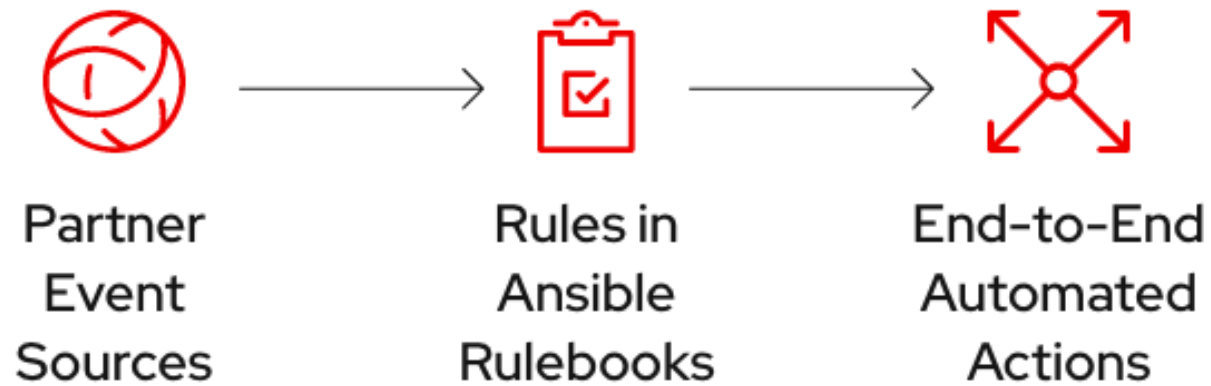 Partner
Event
Sources
Rules in
Ansible
Rulebooks
End-to-End
Automated
Actions